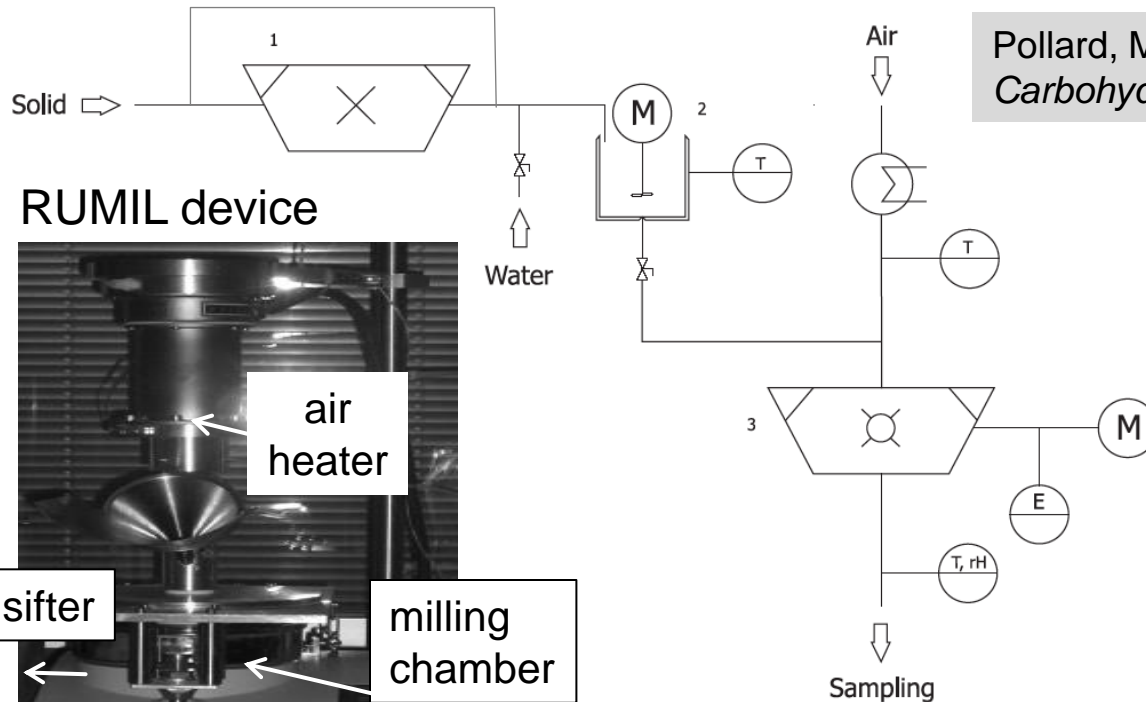 1
Air
Pollard, M
Carbohyd
Solid
M
2
T
RUMIL device
Water
T
air
heater
3
M
E
sifter
milling
chamber
T, rH
Sampling